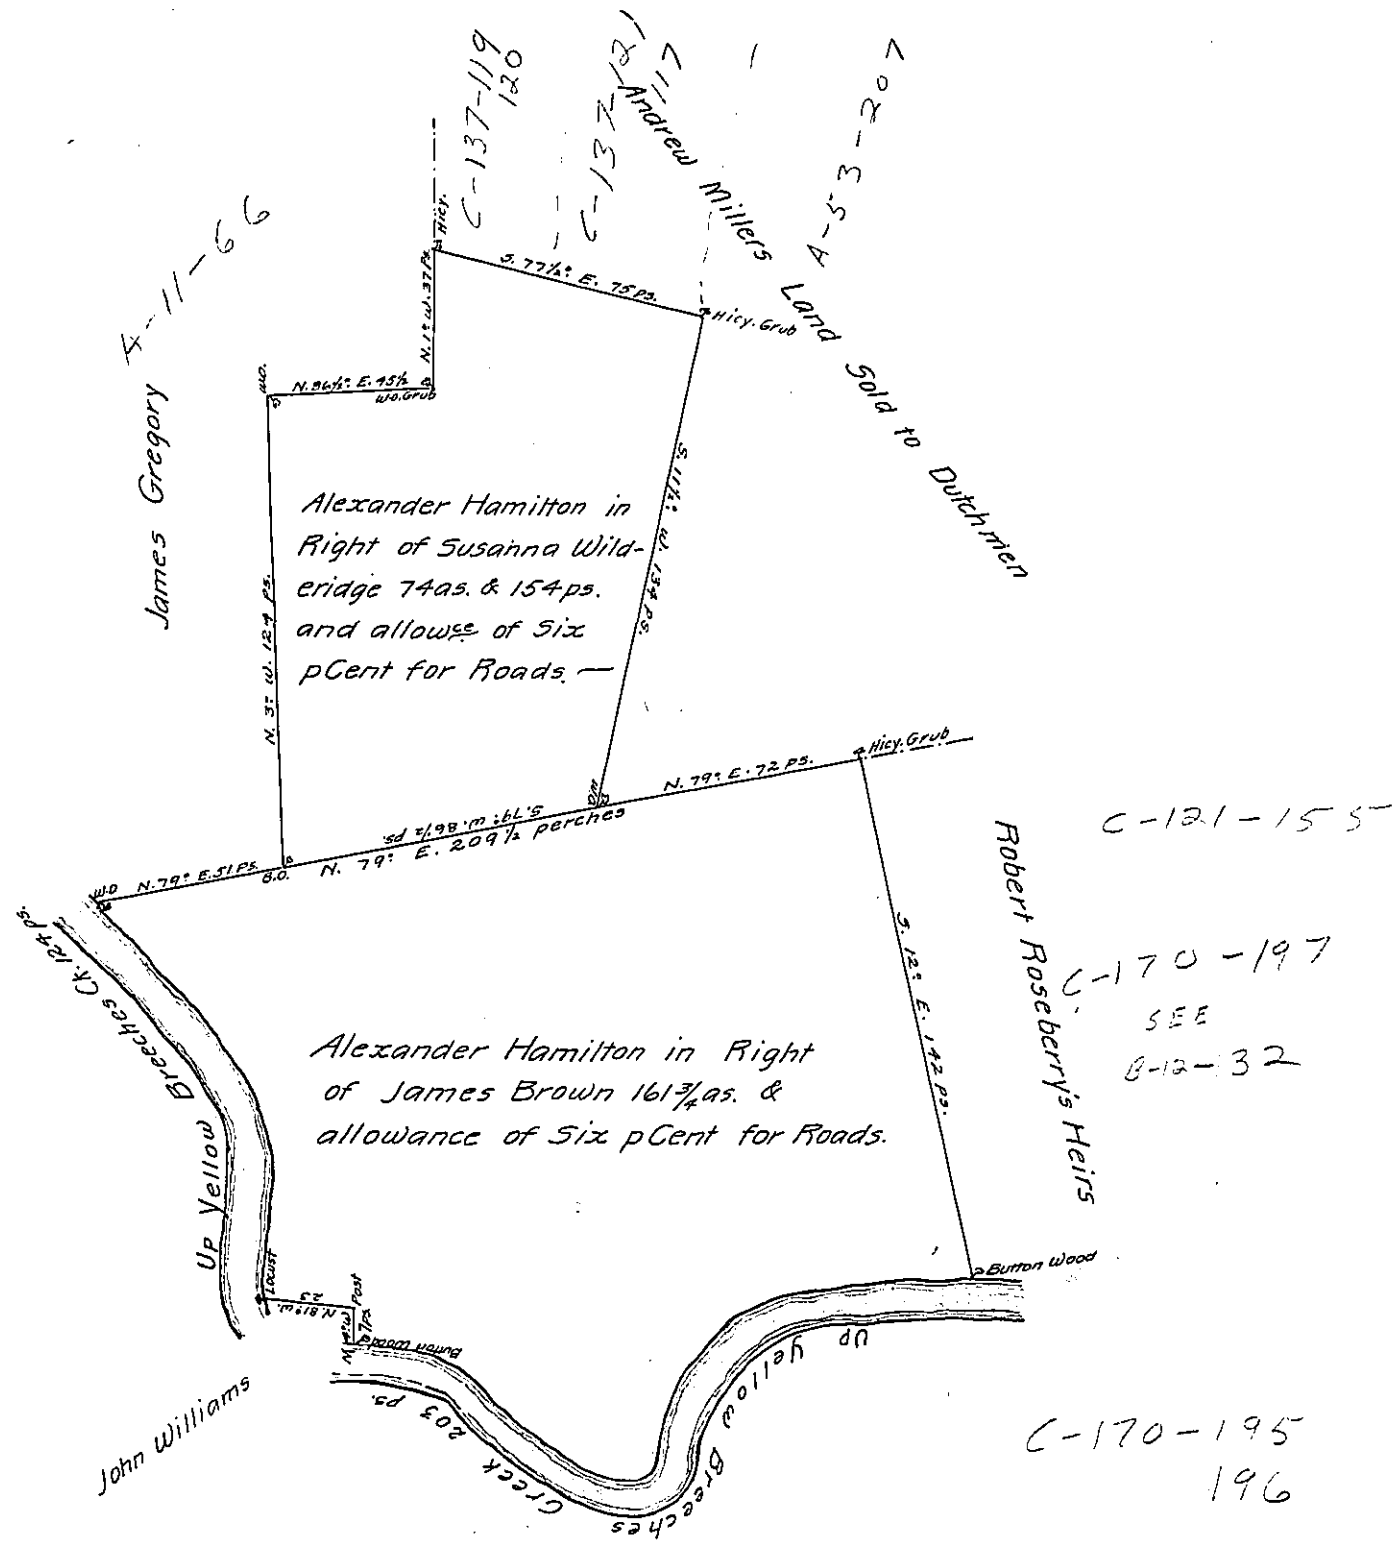 C-137-119
120
C-137-121
117
A-53-207
Andrew Millers Land Sold to Dutchmen
James Gregory
A-11-66
Hicy.
S. 77½° E. 75 ps.
Hicy. Grub
N. 1° W. 37 Ps.
W.O.
N. 86½° E. 45½
W.O. Grub
S. 11½° W. 134 ps.
N. 3° W. 124 Ps.
Alexander Hamilton in
Right of Susanna Wild-
eridge 74as. & 154ps.
and allowce of Six
pCent for Roads. —
Hicy. Grub
N. 79° E. 72 Ps.
W.O.
S. 79° W. 86½ ps.
N. 79° E. 209½ perches
B.O.
N. 79° E. 51 Ps.
W.O
Robert Roseberry's Heirs
C-121-155
C-170-197
SEE
B-12-32
S. 12° E. 142 Ps.
Up Yellow Breeches Ck. 124 ps.
Alexander Hamilton in Right
of James Brown 161¾ as. &
allowance of Six pCent for Roads.
Button Wood
Locust
N 81° W.
23
Post
7ps
Button Wood
Up Yellow Breeches Creek 203 ps.
John Williams
C-170-195
196